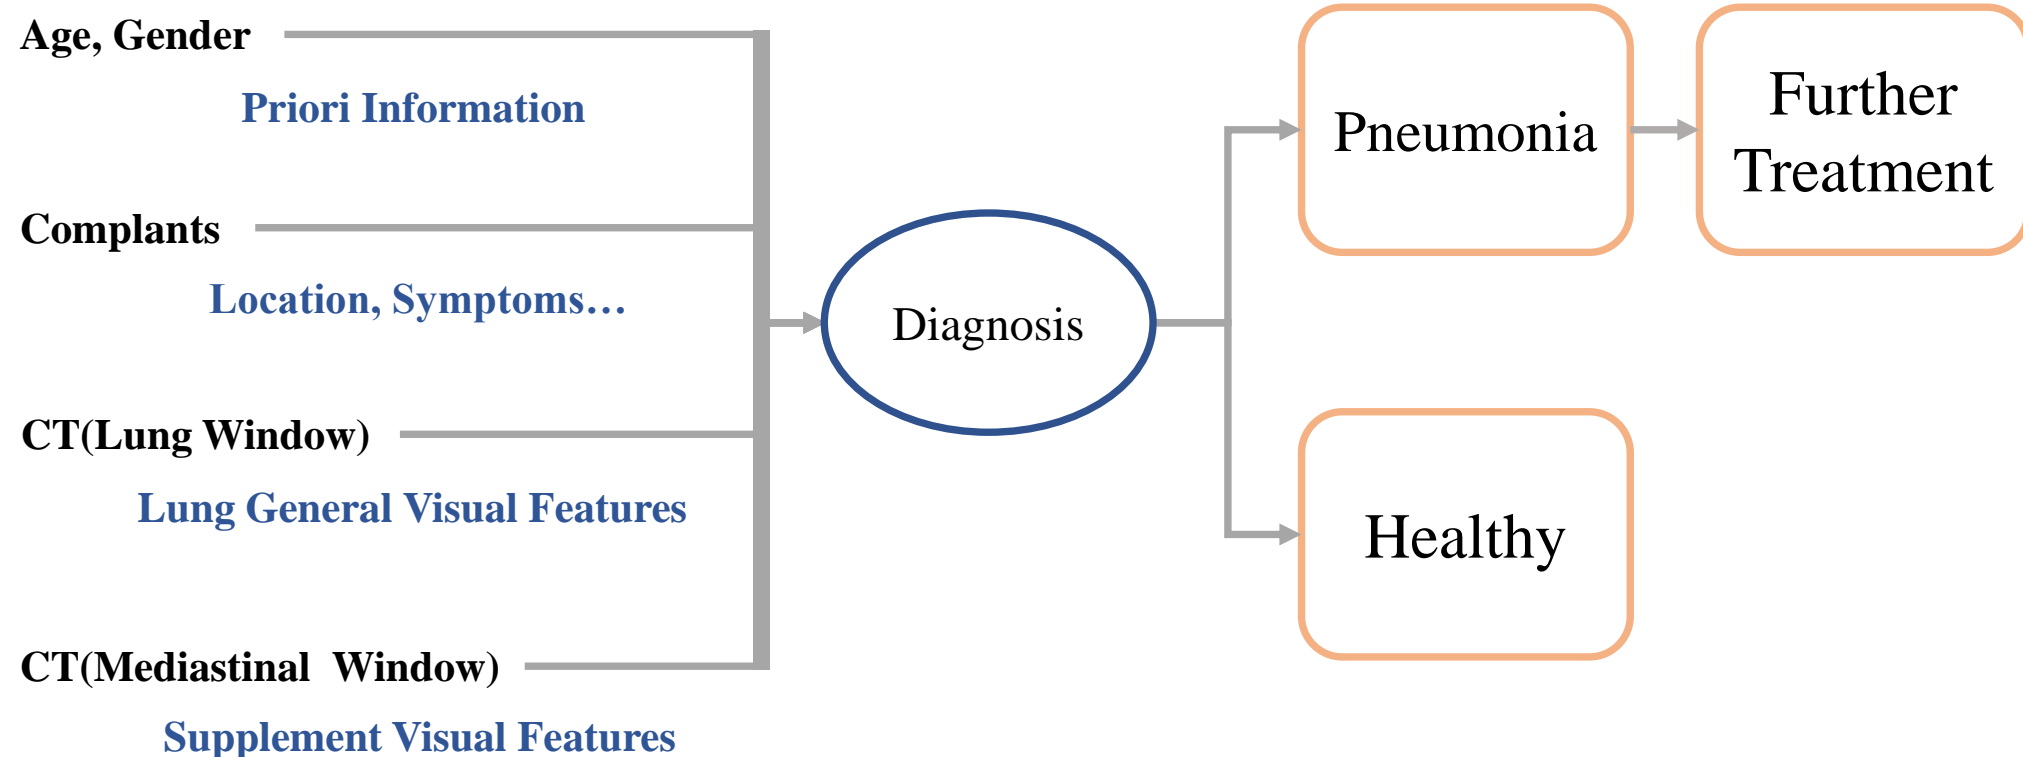 Age, Gender
Priori Information
Complants
Location, Symptoms…
CT(Lung Window)
Lung General Visual Features
CT(Mediastinal  Window)
Supplement Visual Features
Diagnosis
Pneumonia
Further
Treatment
Healthy